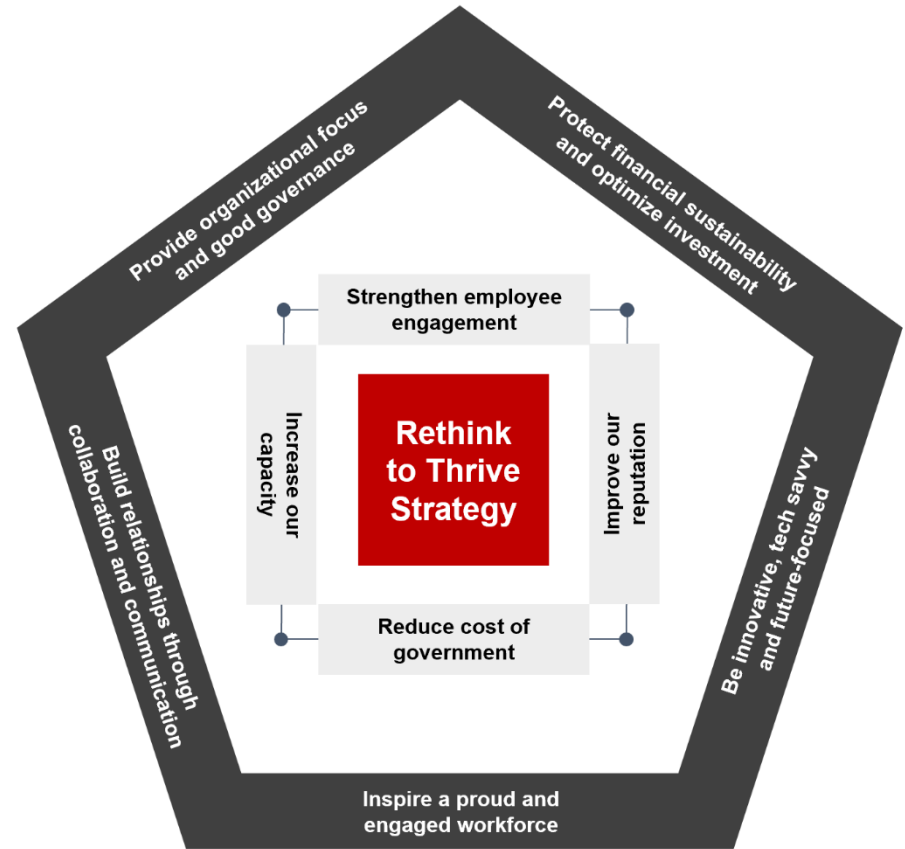 Provide organizational focus
and good governance
Protect financial sustainability
and optimize investment
Strengthen employee
engagement
Increase our
capacity
Rethink
to Thrive
Strategy
Improve our
reputation
Reduce cost of
government
Build relationships through
collaboration and communication
Be innovative, tech savvy
and future-focused
Inspire a proud and
engaged workforce